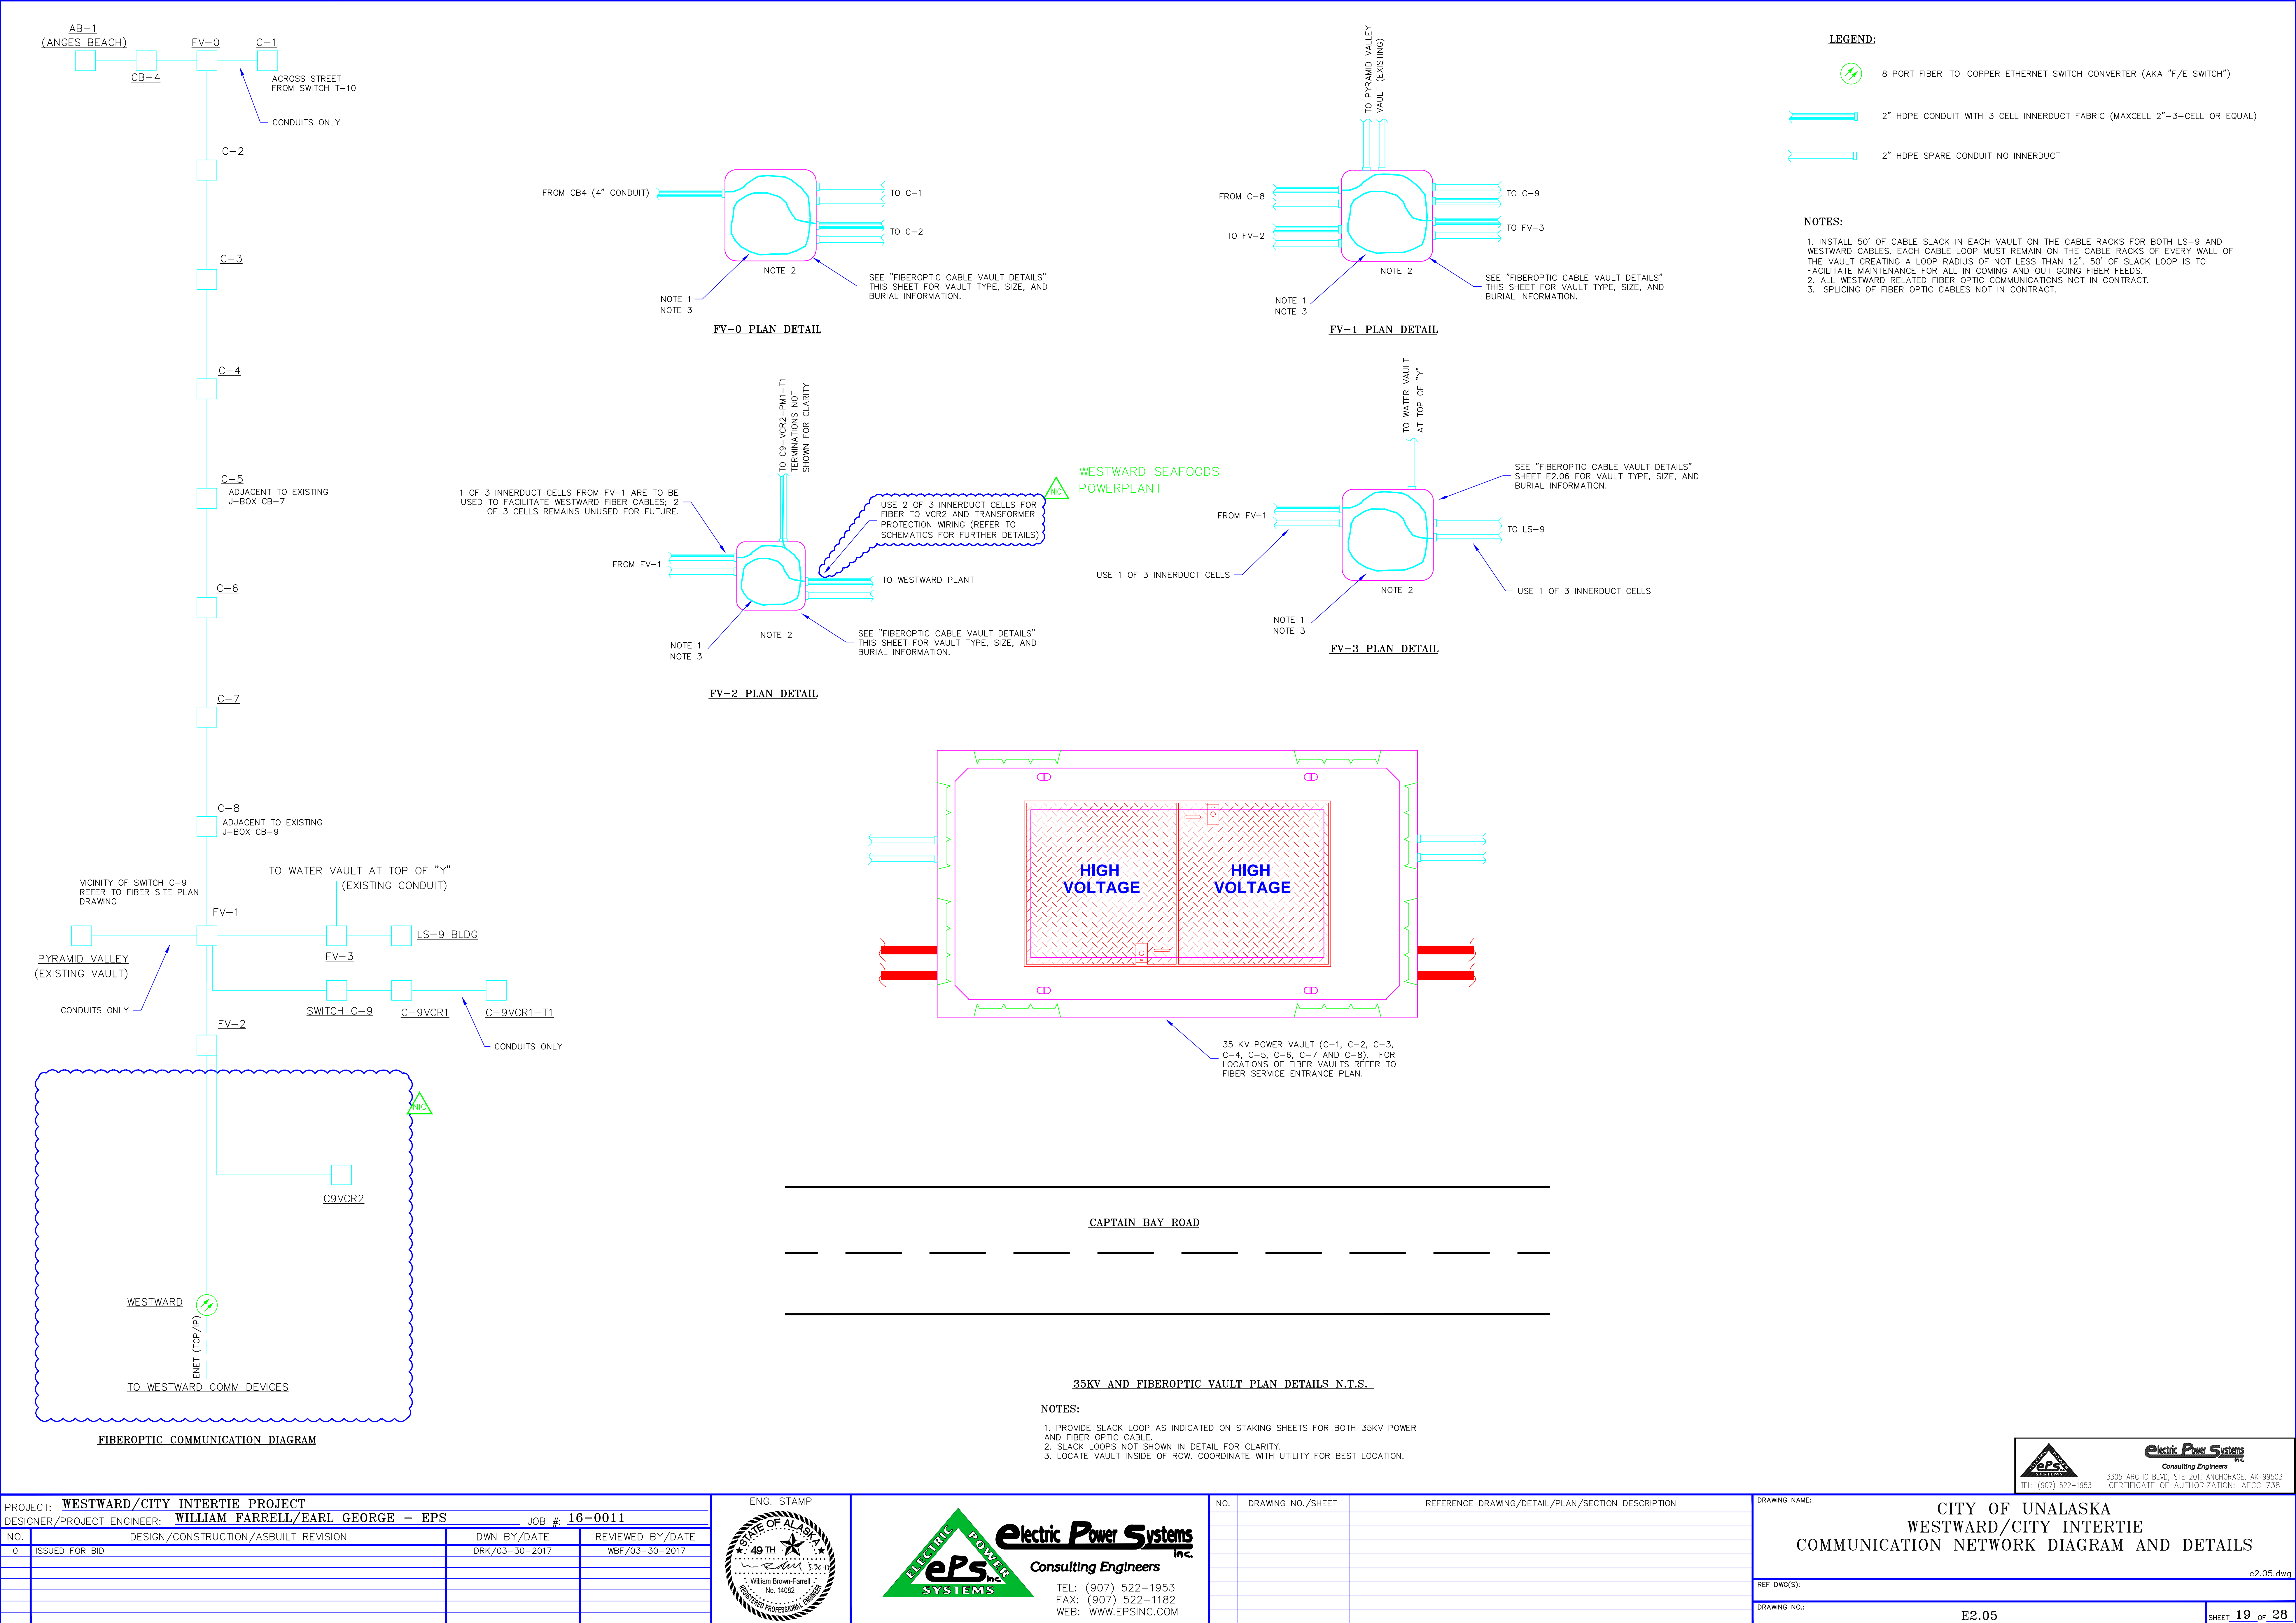 AB-1
(ANGES BEACH)
FV-0
C-1
CB-4
ACROSS STREET
FROM SWITCH T-10
CONDUITS ONLY
C-2
C-3
C-4
C-5
ADJACENT TO EXISTING
J-BOX CB-7
C-6
C-7
C-8
ADJACENT TO EXISTING
J-BOX CB-9
TO WATER VAULT AT TOP OF "Y"
(EXISTING CONDUIT)
VICINITY OF SWITCH C-9
REFER TO FIBER SITE PLAN
DRAWING
FV-1
LS-9 BLDG
FV-3
PYRAMID VALLEY
(EXISTING VAULT)
CONDUITS ONLY
SWITCH C-9
C-9VCR1
C-9VCR1-T1
CONDUITS ONLY
FV-2
NIC
C9VCR2
WESTWARD
ENET (TCP/IP)
TO WESTWARD COMM DEVICES
FIBEROPTIC COMMUNICATION DIAGRAM
FROM CB4 (4" CONDUIT)
TO C-1
TO C-2
NOTE 2
SEE "FIBEROPTIC CABLE VAULT DETAILS"
THIS SHEET FOR VAULT TYPE, SIZE, AND
BURIAL INFORMATION.
NOTE 1
NOTE 3
FV-0 PLAN DETAIL
TO PYRAMID VALLEY
VAULT (EXISTING)
FROM C-8
TO FV-2
TO C-9
TO FV-3
NOTE 2
SEE "FIBEROPTIC CABLE VAULT DETAILS"
THIS SHEET FOR VAULT TYPE, SIZE, AND
BURIAL INFORMATION.
NOTE 1
NOTE 3
FV-1 PLAN DETAIL
TO C9-VCR2-PM1-T1
TERMINATIONS NOT
SHOWN FOR CLARITY
1 OF 3 INNERDUCT CELLS FROM FV-1 ARE TO BE
USED TO FACILITATE WESTWARD FIBER CABLES; 2
OF 3 CELLS REMAINS UNUSED FOR FUTURE.
USE 2 OF 3 INNERDUCT CELLS FOR
FIBER TO VCR2 AND TRANSFORMER
PROTECTION WIRING (REFER TO
SCHEMATICS FOR FURTHER DETAILS)
NIC
WESTWARD SEAFOODS
POWERPLANT
FROM FV-1
TO WESTWARD PLANT
NOTE 2
SEE "FIBEROPTIC CABLE VAULT DETAILS"
THIS SHEET FOR VAULT TYPE, SIZE, AND
BURIAL INFORMATION.
NOTE 1
NOTE 3
FV-2 PLAN DETAIL
TO WATER VAULT
AT TOP OF "Y"
SEE "FIBEROPTIC CABLE VAULT DETAILS"
SHEET E2.06 FOR VAULT TYPE, SIZE, AND
BURIAL INFORMATION.
FROM FV-1
TO LS-9
USE 1 OF 3 INNERDUCT CELLS
USE 1 OF 3 INNERDUCT CELLS
NOTE 2
NOTE 1
NOTE 3
FV-3 PLAN DETAIL
LEGEND:
8 PORT FIBER-TO-COPPER ETHERNET SWITCH CONVERTER (AKA "F/E SWITCH")
2" HDPE CONDUIT WITH 3 CELL INNERDUCT FABRIC (MAXCELL 2"-3-CELL OR EQUAL)
2" HDPE SPARE CONDUIT NO INNERDUCT
NOTES:
1. INSTALL 50' OF CABLE SLACK IN EACH VAULT ON THE CABLE RACKS FOR BOTH LS-9 AND
WESTWARD CABLES. EACH CABLE LOOP MUST REMAIN ON THE CABLE RACKS OF EVERY WALL OF
THE VAULT CREATING A LOOP RADIUS OF NOT LESS THAN 12". 50' OF SLACK LOOP IS TO
FACILITATE MAINTENANCE FOR ALL IN COMING AND OUT GOING FIBER FEEDS.
2. ALL WESTWARD RELATED FIBER OPTIC COMMUNICATIONS NOT IN CONTRACT.
3. SPLICING OF FIBER OPTIC CABLES NOT IN CONTRACT.
HIGH
VOLTAGE
HIGH
VOLTAGE
35 KV POWER VAULT (C-1, C-2, C-3,
C-4, C-5, C-6, C-7 AND C-8). FOR
LOCATIONS OF FIBER VAULTS REFER TO
FIBER SERVICE ENTRANCE PLAN.
CAPTAIN BAY ROAD
35KV AND FIBEROPTIC VAULT PLAN DETAILS N.T.S.
NOTES:
1. PROVIDE SLACK LOOP AS INDICATED ON STAKING SHEETS FOR BOTH 35KV POWER
AND FIBER OPTIC CABLE.
2. SLACK LOOPS NOT SHOWN IN DETAIL FOR CLARITY.
3. LOCATE VAULT INSIDE OF ROW. COORDINATE WITH UTILITY FOR BEST LOCATION.
ELECTRIC POWER SYSTEMS
ePs
Electric Power Systems
Inc.
Consulting Engineers
3305 ARCTIC BLVD, STE 201, ANCHORAGE, AK 99503
TEL: (907) 522-1953
CERTIFICATE OF AUTHORIZATION: AECC 738
PROJECT: WESTWARD/CITY INTERTIE PROJECT
DESIGNER/PROJECT ENGINEER: WILLIAM FARRELL/EARL GEORGE - EPS
JOB #: 16-0011
NO.
DESIGN/CONSTRUCTION/ASBUILT REVISION
DWN BY/DATE
REVIEWED BY/DATE
0
ISSUED FOR BID
DRK/03-30-2017
WBF/03-30-2017
ENG. STAMP
STATE OF ALASKA
49 TH
3-30-17
William Brown-Farrell
No. 14082
REGISTERED PROFESSIONAL ENGINEER
ELECTRIC POWER SYSTEMS
ePs inc.
Electric Power Systems
Inc.
Consulting Engineers
TEL: (907) 522-1953
FAX: (907) 522-1182
WEB: WWW.EPSINC.COM
NO.
DRAWING NO./SHEET
REFERENCE DRAWING/DETAIL/PLAN/SECTION DESCRIPTION
DRAWING NAME:
CITY OF UNALASKA
WESTWARD/CITY INTERTIE
COMMUNICATION NETWORK DIAGRAM AND DETAILS
e2.05.dwg
REF DWG(S):
DRAWING NO.:
E2.05
SHEET 19 OF 28